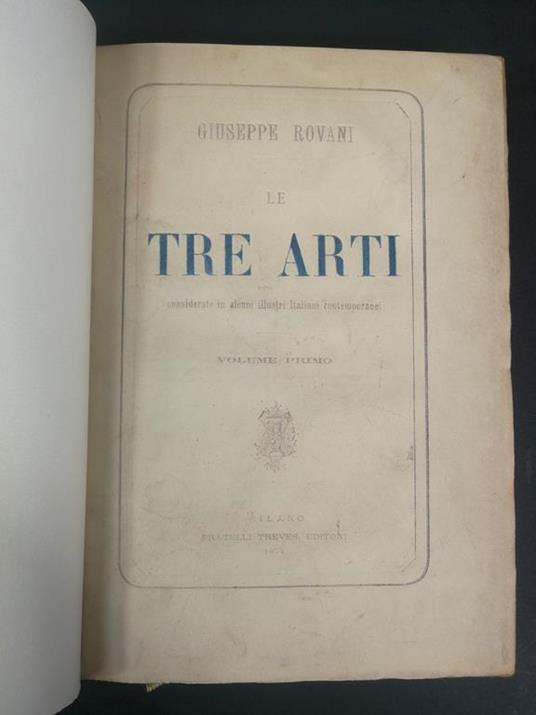 GIUSEPPE ROVANI
LE
TRE ARTI
considerate in alcuni illustri Italiani contemporanei
VOLUME PRIMO
MILANO
FRATELLI TREVES, EDITORI